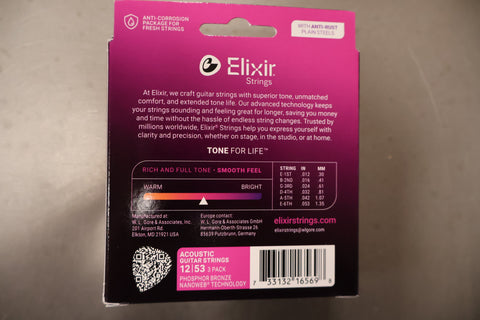 ANTI-CORROSION
PACKAGE FOR
FRESH STRINGS
WITH ANTI-RUST
PLAIN STEELS
Elixir
Strings
At Elixir, we craft guitar strings with superior tone, unmatched
comfort, and extended tone life. Our advanced technology keeps
your strings sounding and feeling great for longer, saving you money
and time without the hassle of endless string changes. Trusted by
millions worldwide, Elixir® Strings help you express yourself with
clarity and precision, whether on stage, in the studio, or at home.
TONE FOR LIFE™
RICH AND FULL TONE • SMOOTH FEEL
WARM BRIGHT
STRING IN MM
E-1ST .012 .30
B-2ND .016 .41
G-3RD .024 .61
D-4TH .032 .81
A-5TH .042 1.07
E-6TH .053 1.35
Manufactured at:
W. L. Gore & Associates, Inc.
201 Airport Rd.
Elkton, MD 21921 USA
Europe contact:
W. L. Gore & Associates GmbH
Hermann-Oberth-Strasse 26
85639 Putzbrunn, Germany
elixirstrings.com
elixirstrings@wlgore.com
ACOUSTIC
GUITAR STRINGS
12|53 3 PACK
PHOSPHOR BRONZE
NANOWEB® TECHNOLOGY
7 33132 16569 8